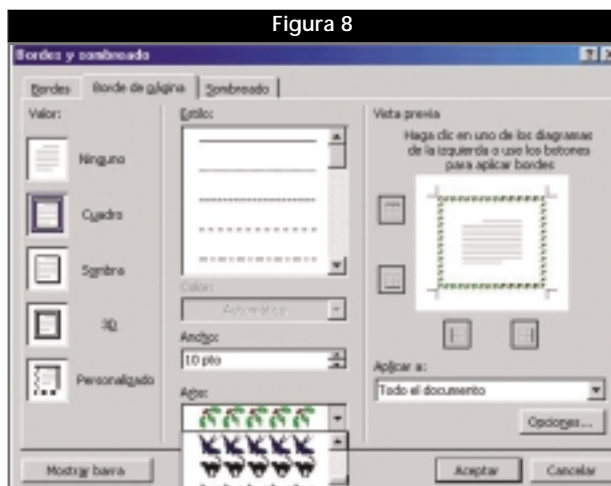 Figura 8
Bordes y sombreado
Bordes Borde de página Sombreado
Valor:
Ninguno
Cuadro
Sombra
3D
Personalizado
Estilo:
Color:
Automático
Ancho:
10 pto
Arte:
Vista previa
Haga clic en uno de los diagramas
de la izquierda o use los botones
para aplicar bordes
Aplicar a:
Todo el documento
Opciones...
Mostrar barra
Aceptar
Cancelar